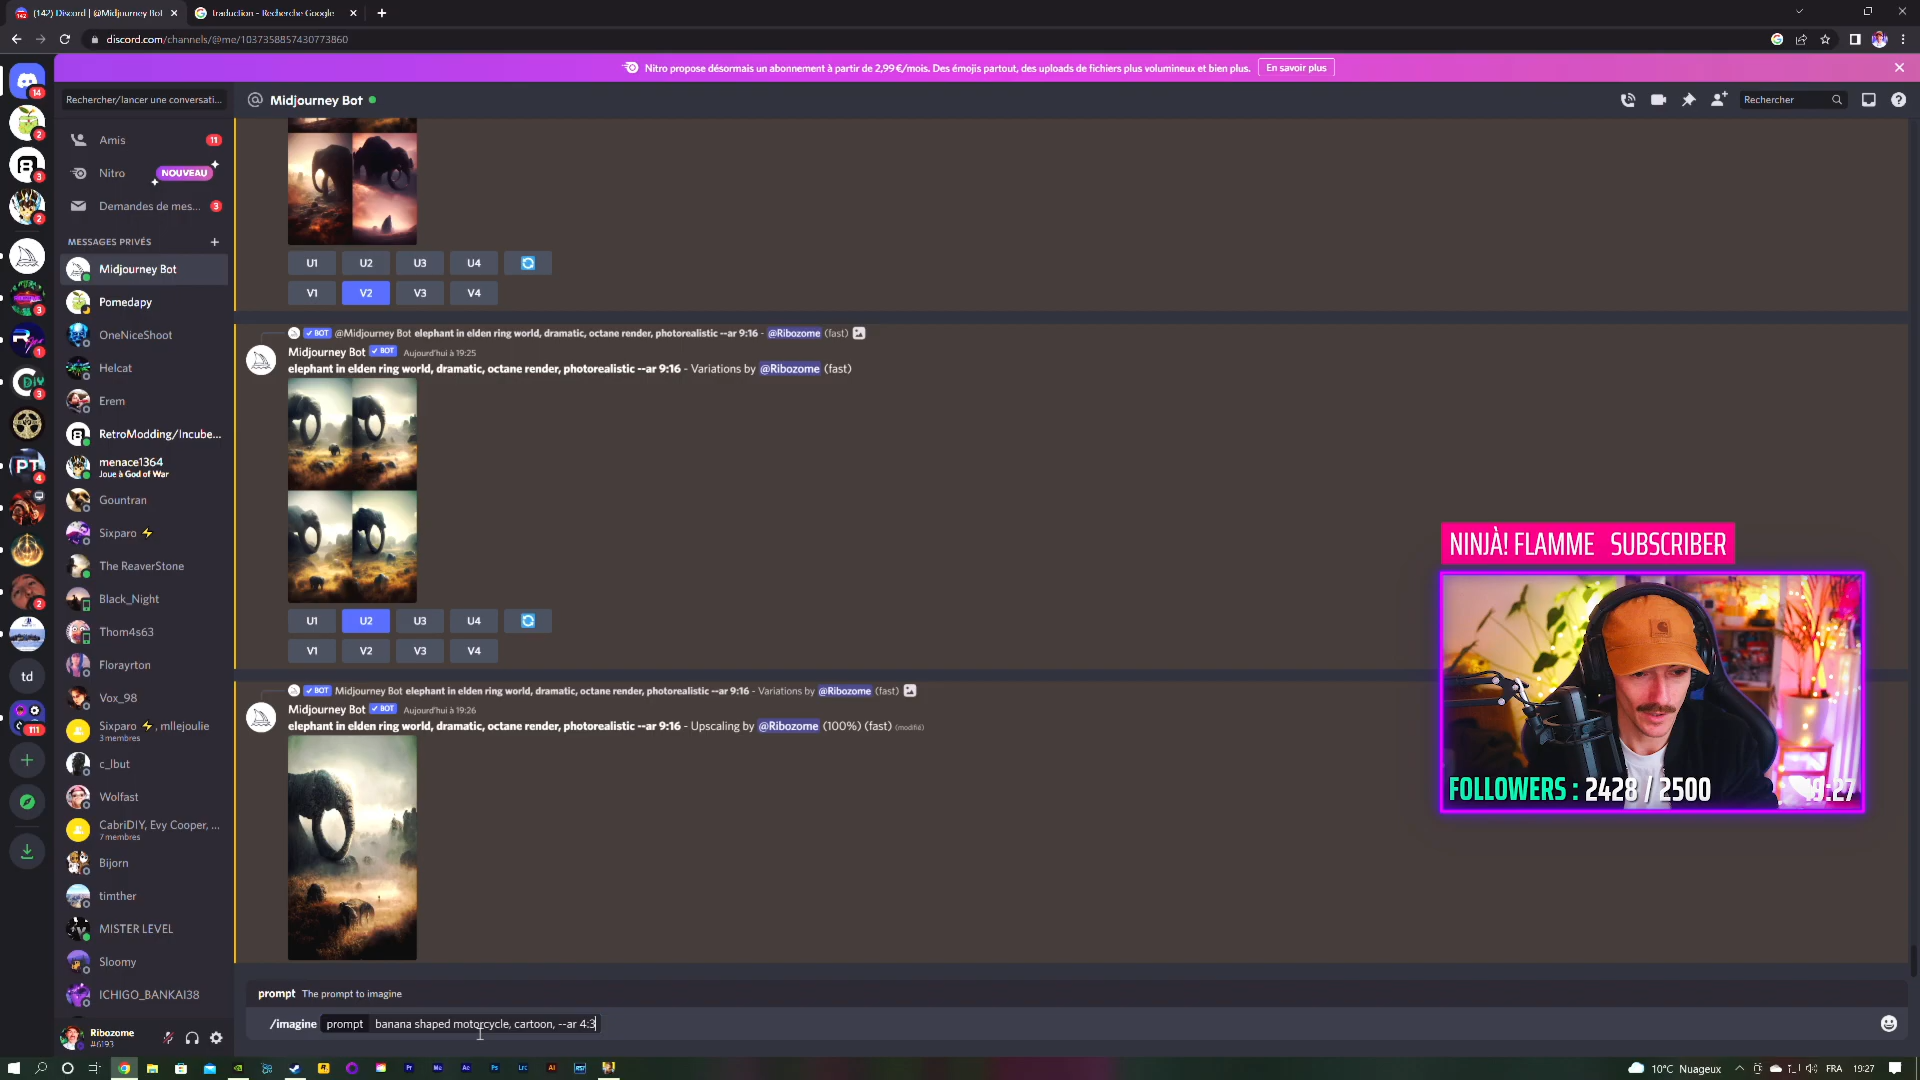 (142) Discord | @Midjourney Bot
traduction - Recherche Google
discord.com/channels/@me/1037358857430773860
Nitro propose désormais un abonnement à partir de 2,99 €/mois. Des émojis partout, des uploads de fichiers plus volumineux et bien plus.
En savoir plus
Rechercher/lancer une conversati...
Midjourney Bot
Rechercher
Amis
11
Nitro
NOUVEAU
Demandes de mes...
3
MESSAGES PRIVÉS
Midjourney Bot
Pomedapy
OneNiceShoot
Helcat
Erem
RetroModding/Incube...
menace1364
Joue à God of War
Gountran
Sixparo ⚡
The ReaverStone
Black_Night
Thom4s63
Florayrton
Vox_98
Sixparo ⚡, mllejoulie
3 membres
c_lbut
Wolfast
CabriDIY, Evy Cooper, ...
7 membres
Bijorn
timther
MISTER LEVEL
Sloomy
ICHIGO_BANKAI38
Ribozome
#6193
U1 U2 U3 U4
V1 V2 V3 V4
BOT @Midjourney Bot elephant in elden ring world, dramatic, octane render, photorealistic --ar 9:16 - @Ribozome (fast)
Midjourney Bot BOT Aujourd'hui à 19:25
elephant in elden ring world, dramatic, octane render, photorealistic --ar 9:16 - Variations by @Ribozome (fast)
U1 U2 U3 U4
V1 V2 V3 V4
BOT Midjourney Bot elephant in elden ring world, dramatic, octane render, photorealistic --ar 9:16 - Variations by @Ribozome (fast)
Midjourney Bot BOT Aujourd'hui à 19:26
elephant in elden ring world, dramatic, octane render, photorealistic --ar 9:16 - Upscaling by @Ribozome (100%) (fast) (modifié)
prompt The prompt to imagine
/imagine prompt banana shaped motorcycle, cartoon, --ar 4:3
NINJÀ! FLAMME SUBSCRIBER
FOLLOWERS : 2428 / 2500
10°C Nuageux
FRA
19:27